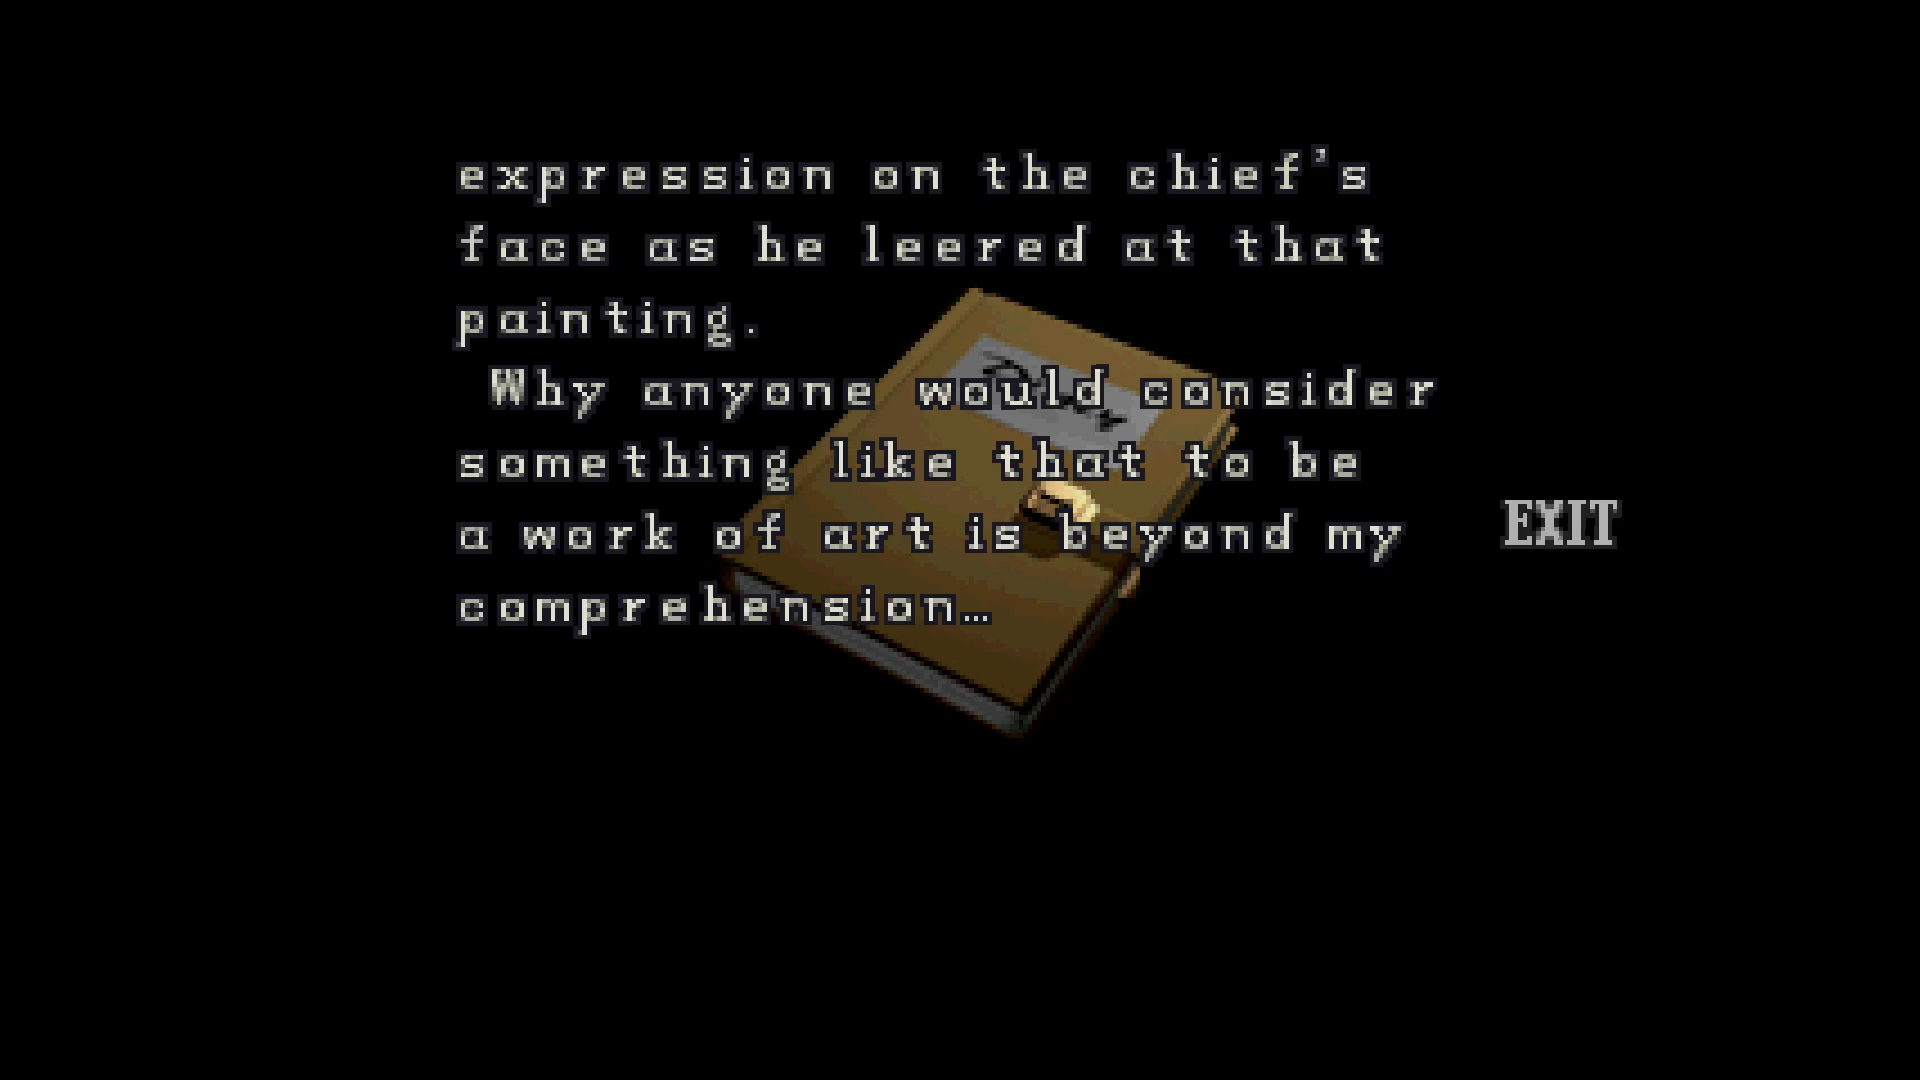 expression on the chief's
face as he leered at that
painting.
Why anyone would consider
something like that to be
a work of art is beyond my
comprehension…
EXIT